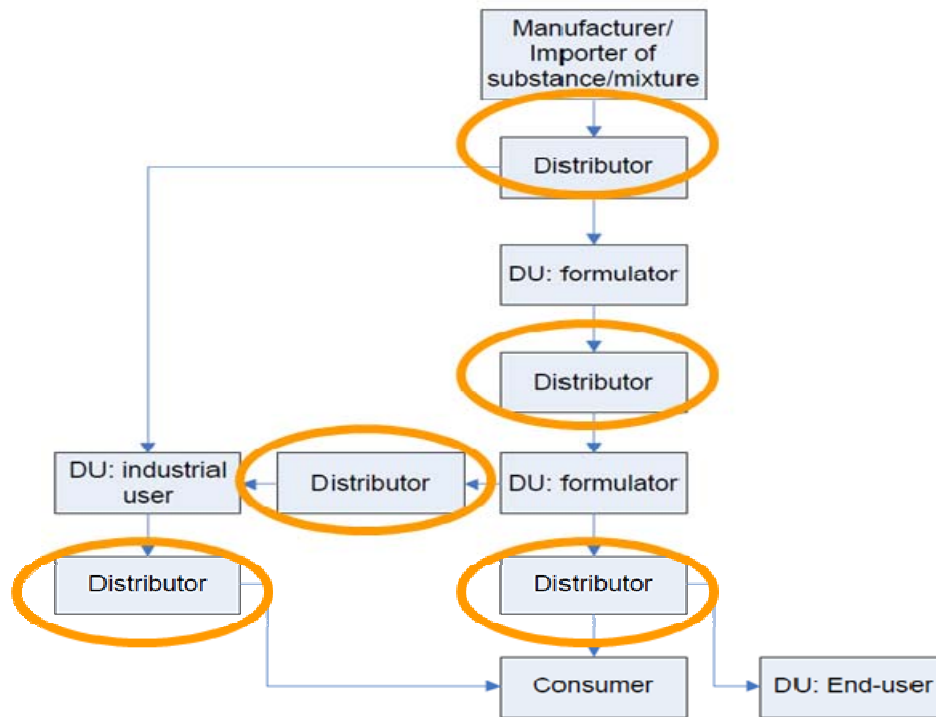 Manufacturer/
Importer of
substance/mixture
Distributor
DU: formulator
Distributor
DU: industrial
user
Distributor
DU: formulator
Distributor
Distributor
Consumer
DU: End-user